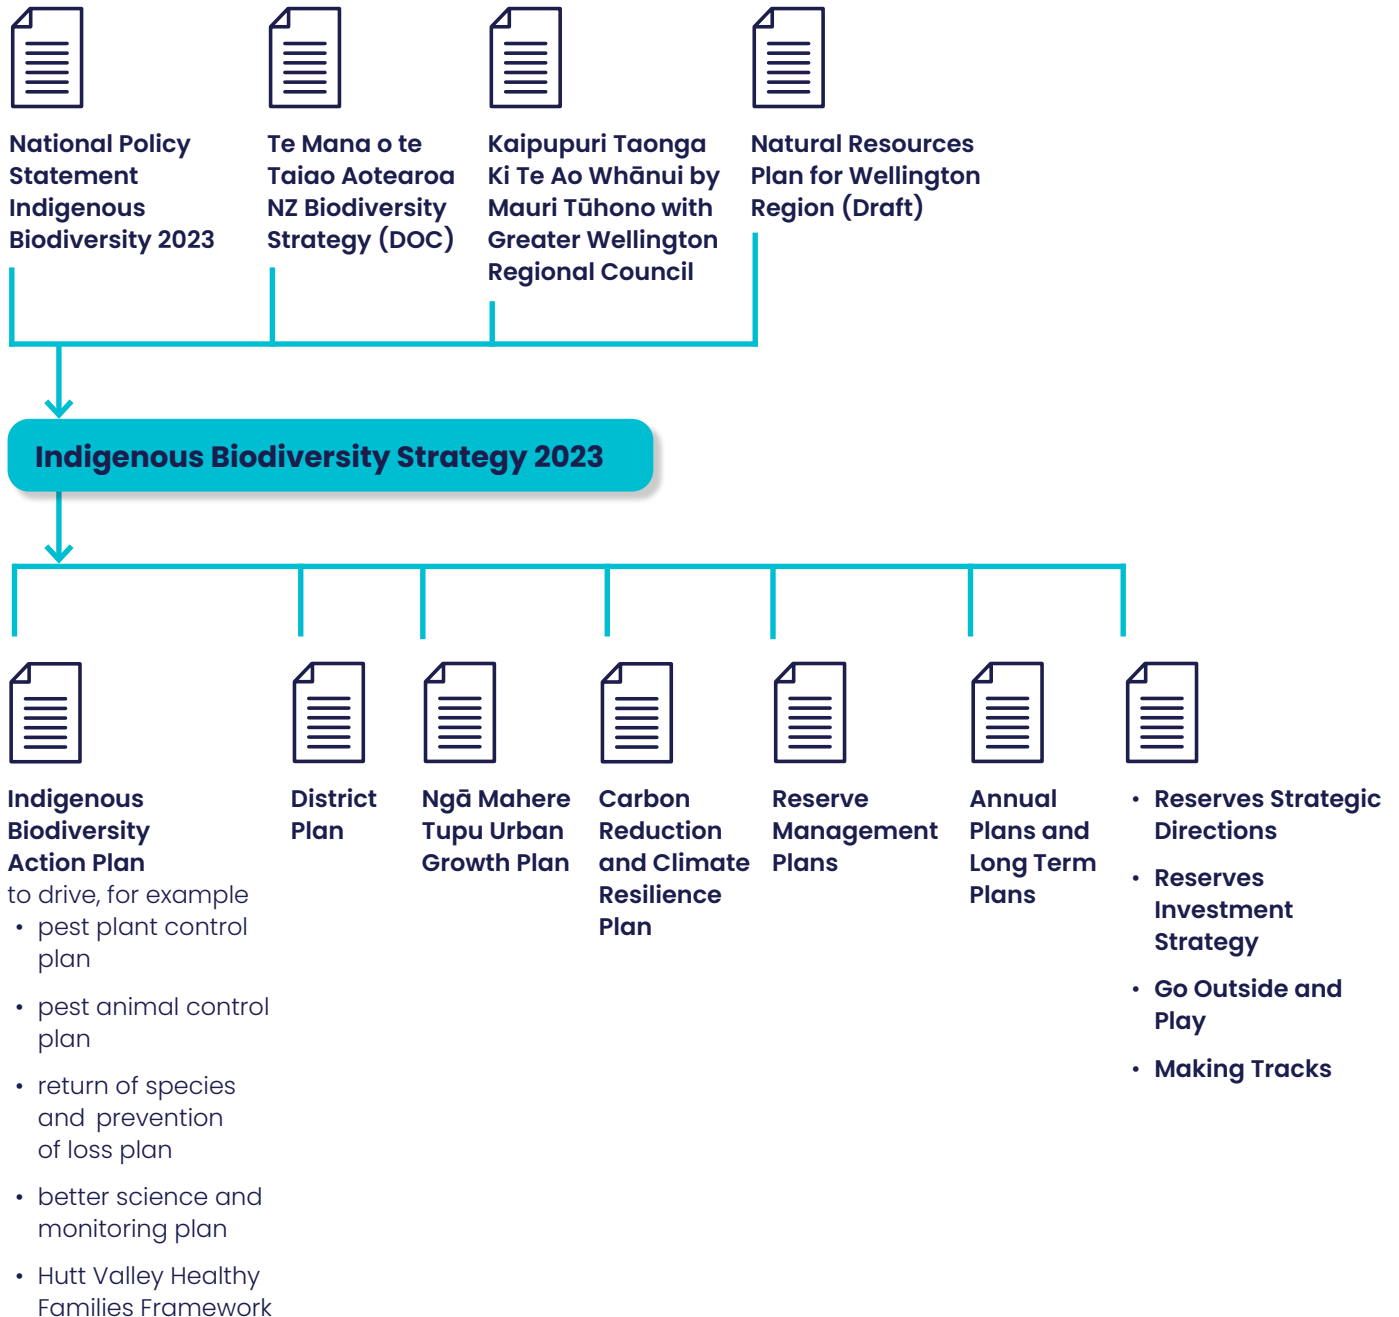 National Policy
Statement
Indigenous
Biodiversity 2023
Te Mana o te
Taiao Aotearoa
NZ Biodiversity
Strategy (DOC)
Kaipupuri Taonga
Ki Te Ao Whānui by
Mauri Tūhono with
Greater Wellington
Regional Council
Natural Resources
Plan for Wellington
Region (Draft)
Indigenous Biodiversity Strategy 2023
Indigenous
Biodiversity
Action Plan
to drive, for example
• pest plant control
plan
• pest animal control
plan
• return of species
and prevention
of loss plan
• better science and
monitoring plan
• Hutt Valley Healthy
Families Framework
District
Plan
Ngā Mahere
Tupu Urban
Growth Plan
Carbon
Reduction
and Climate
Resilience
Plan
Reserve
Management
Plans
Annual
Plans and
Long Term
Plans
• Reserves Strategic
Directions
• Reserves
Investment
Strategy
• Go Outside and
Play
• Making Tracks